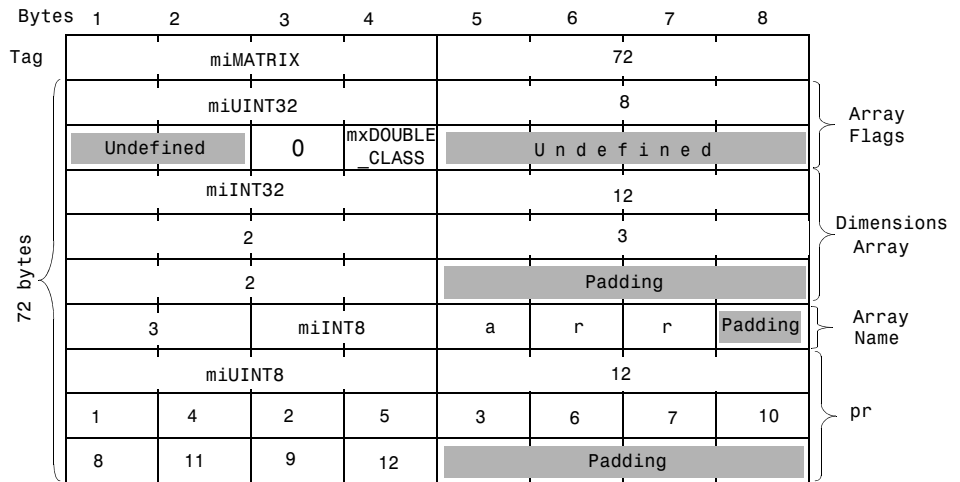 Bytes 1 2 3 4 5 6 7 8
Tag miMATRIX 72
miUINT32 8
Array
Flags
Undefined 0 mxDOUBLE
_CLASS
Undefined
miINT32 12
2 3
Dimensions
Array
2 Padding
72 bytes
3 miINT8 a r r Padding
Array
Name
miUINT8 12
1 4 2 5 3 6 7 10
pr
8 11 9 12 Padding